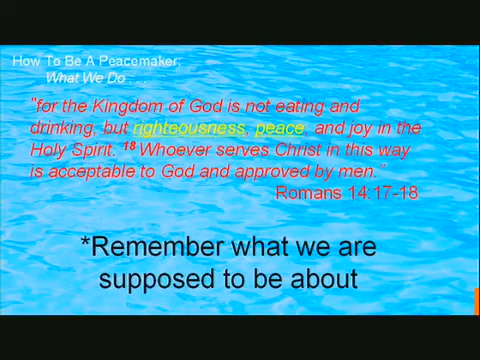 How To Be A Peacemaker:
What We Do . . .
"for the Kingdom of God is not eating and
drinking, but righteousness, peace and joy in the
Holy Spirit. 18 Whoever serves Christ in this way
is acceptable to God and approved by men."
Romans 14:17-18
*Remember what we are
supposed to be about